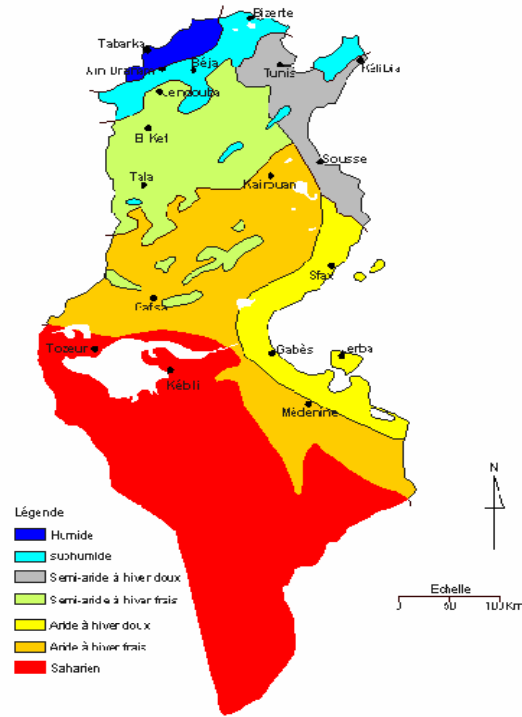 Bizerte
Tabarka
Béja
Tunis
Kélibia
El Kef
Sousse
Tala
Kairouan
Sfax
Gafsa
Tozeur
Gabès
erba
Kébili
Médenine
N
Légende
Humide
subhumide
Semi-aride à hiver doux
Semi-aride à hiver frais
Aride à hiver doux
Aride à hiver frais
Saharien
Echelle
0 50 100 Km